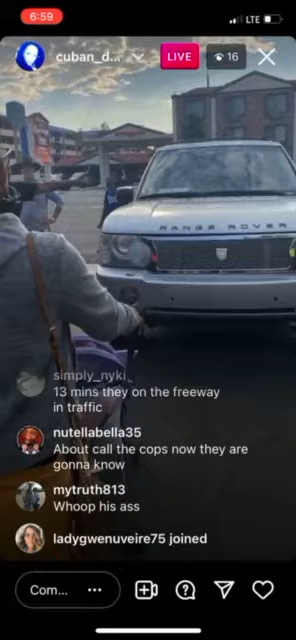 6:59
LTE
cuban_d...
LIVE
16
RANGE ROVER
simply_nyki_
13 mins they on the freeway
in traffic
nutellabella35
About call the cops now they are
gonna know
mytruth813
Whoop his ass
ladygwenuveire75 joined
Com...